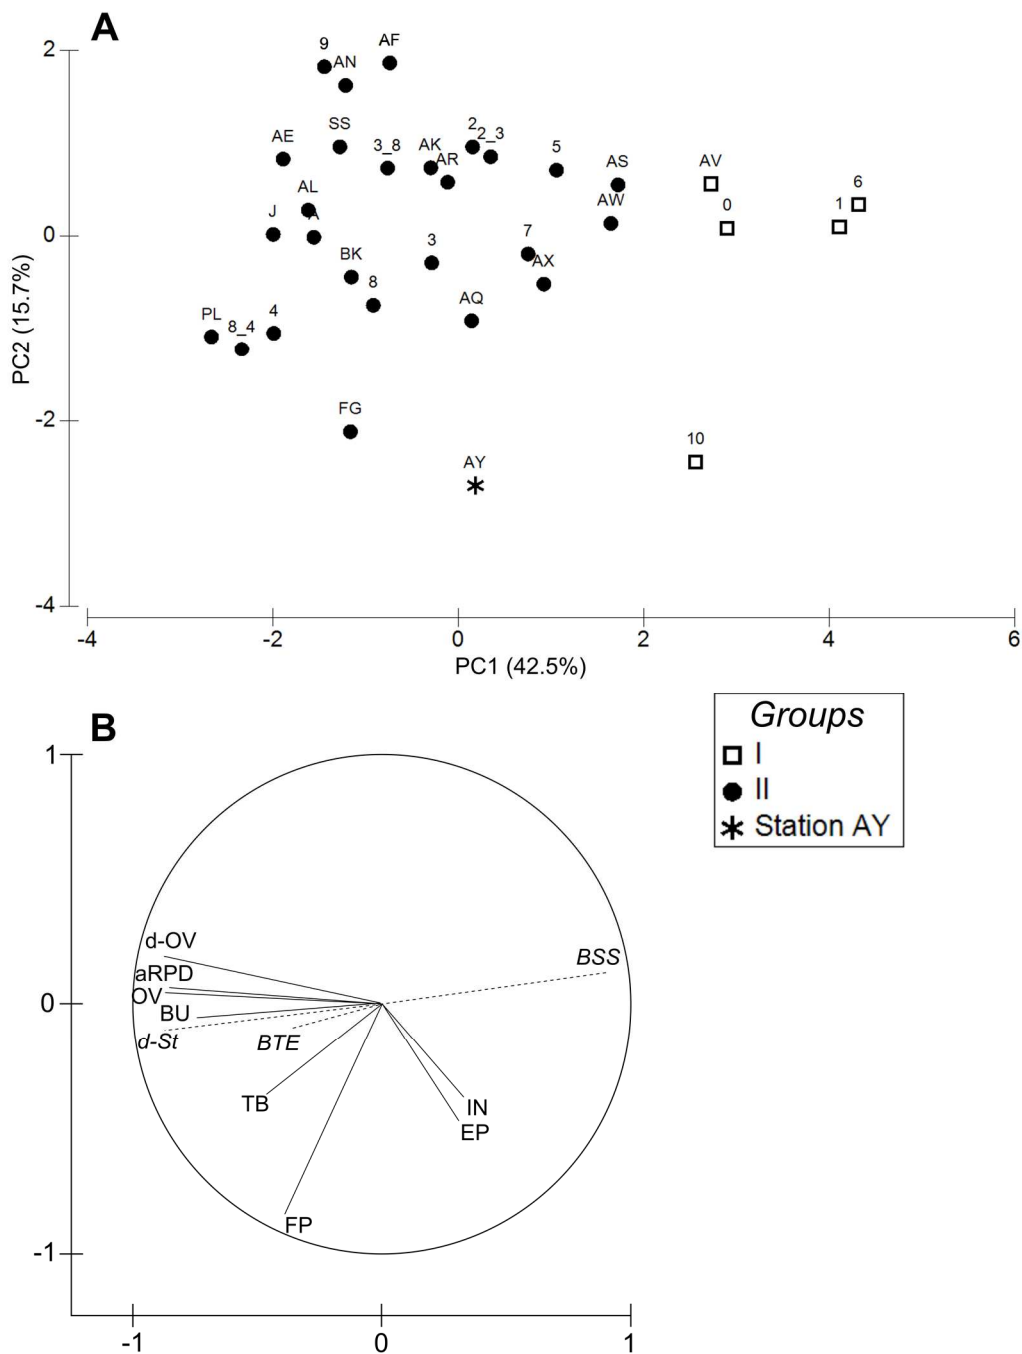 A
2
0
-2
-4
PC2 (15.7%)
9
AN
AF
AE
SS
3_8
AK
AR
2
2_3
5
AS
AV
6
AL
J
A
AW
0
1
BK
8
3
7
AX
AQ
PL
8_4
4
FG
AY
10
-4
-2
0
2
4
6
PC1 (42.5%)
Groups
I
II
Station AY
B
1
0
-1
d-OV
aRPD
OV
BU
d-St
BTE
BSS
TB
IN
EP
FP
-1
0
1